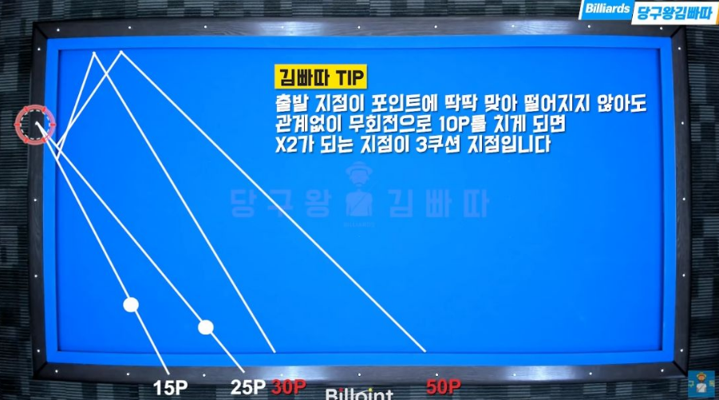 Billiards 당구왕김빠따
김빠따 TIP
출발 지점이 포인트에 딱딱 맞아 떨어지지 않아도
관계없이 무회전으로 10P를 치게 되면
X2가 되는 지점이 3쿠션 지점입니다
당구왕 김빠따
15P 25P 30P 50P
Billpoint